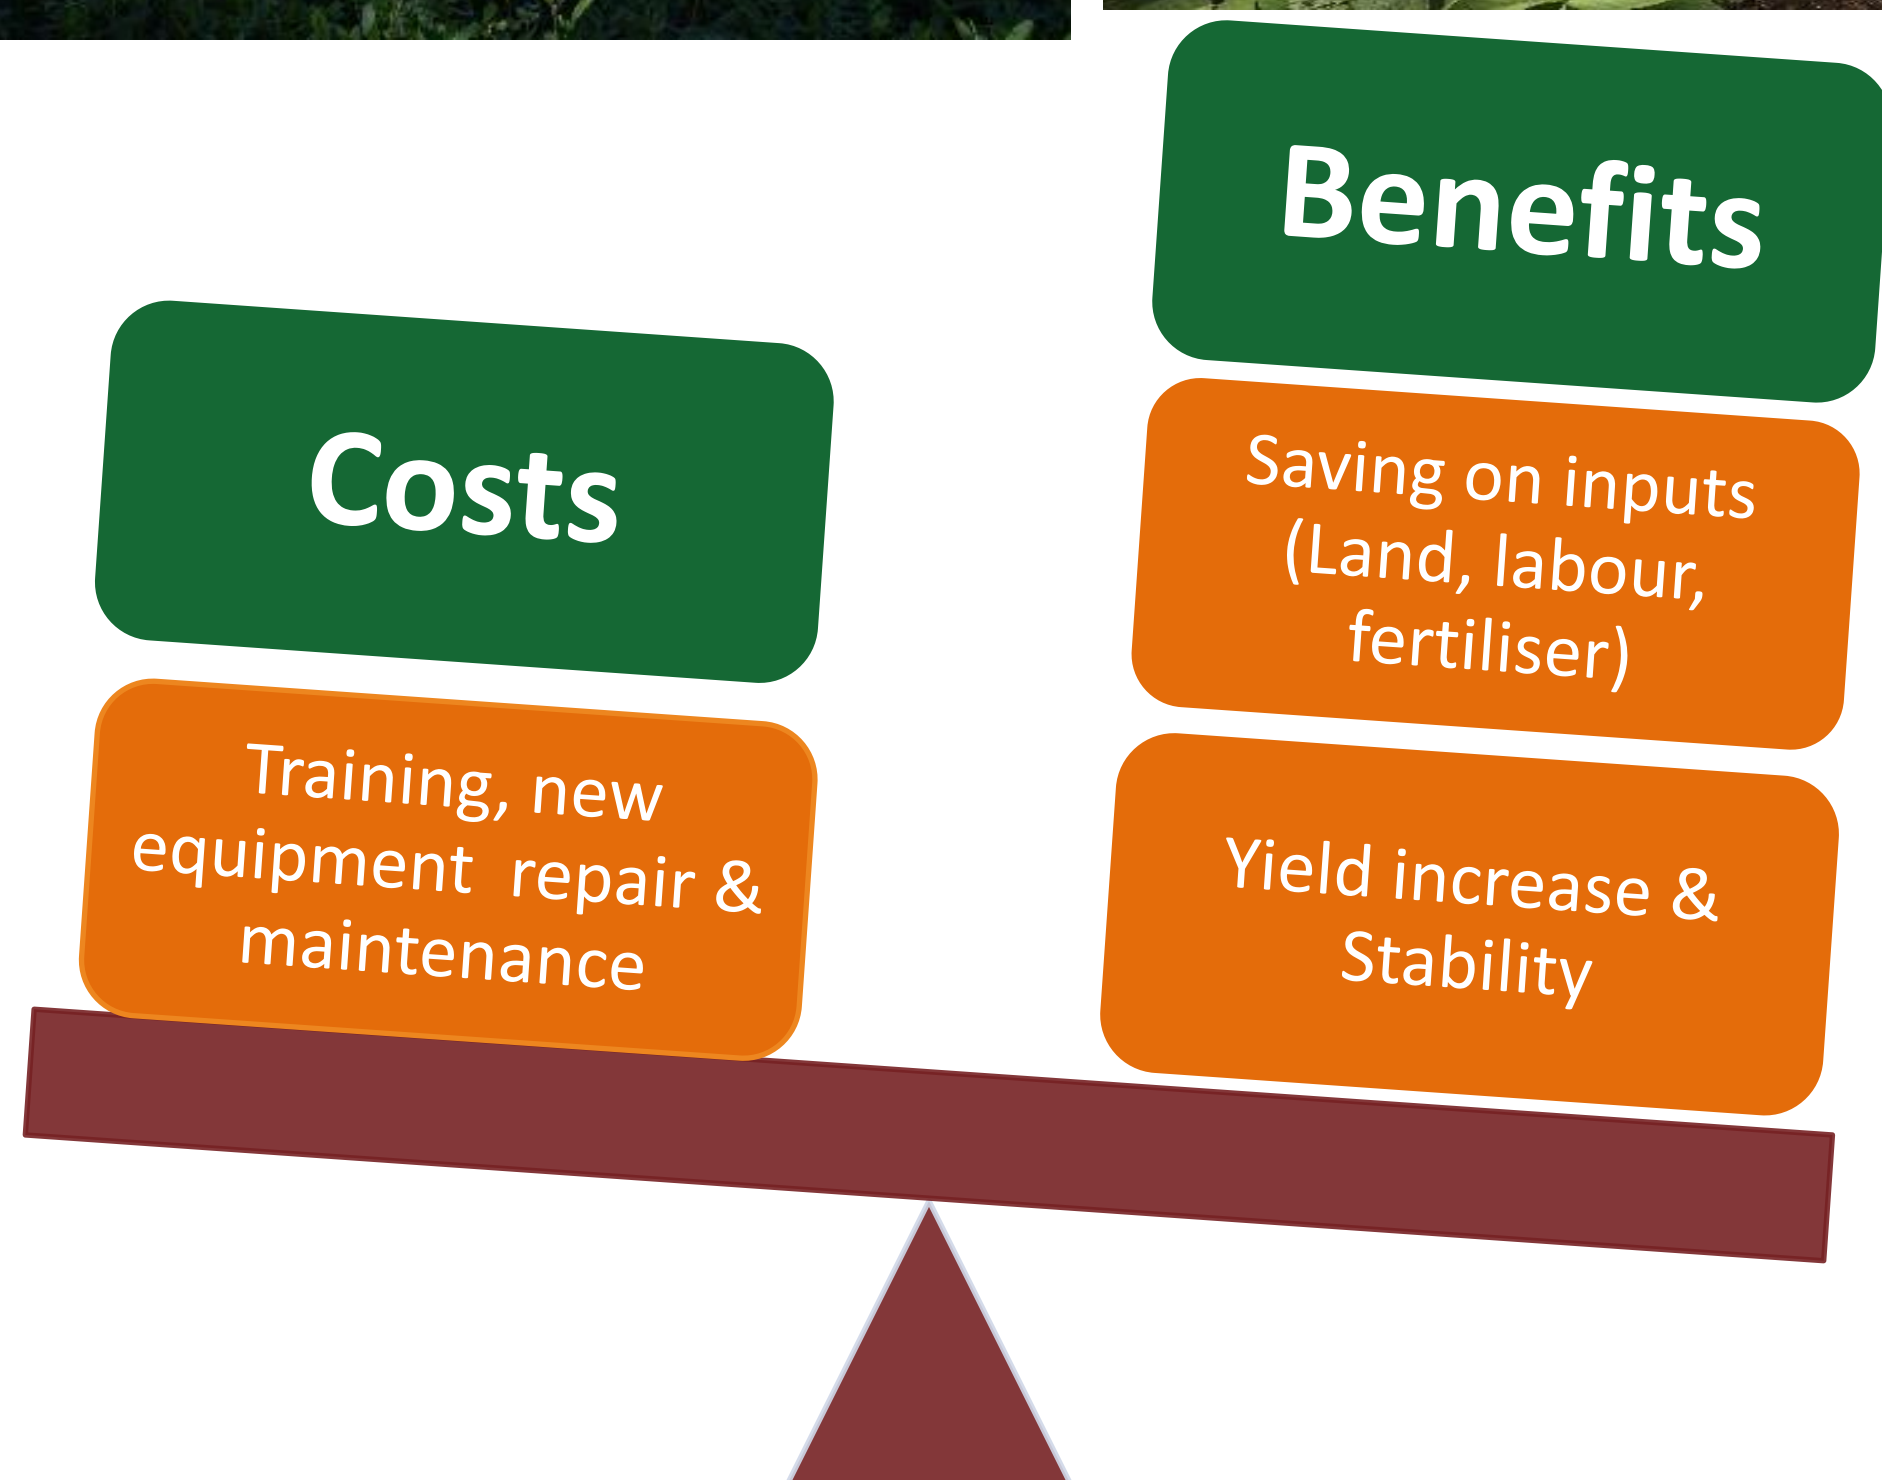 Costs
Training, new
equipment  repair &
maintenance
Benefits
Saving on inputs
(Land, labour,
fertiliser)
Yield increase &
Stability